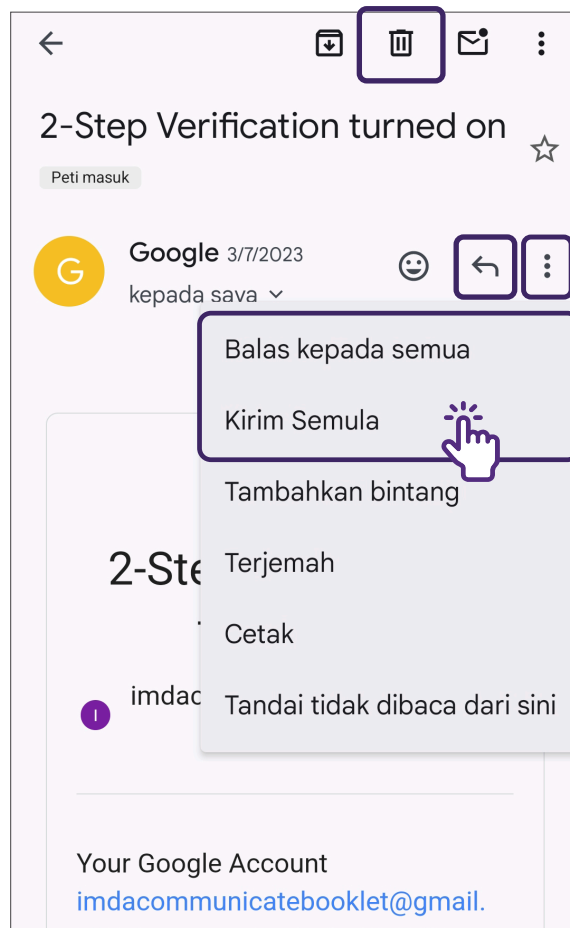 2-Step Verification turned on
Peti masuk
G
Google 3/7/2023
kepada saya
Balas kepada semua
Kirim Semula
Tambahkan bintang
2-Ste
Terjemah
Cetak
imdac
I
Tandai tidak dibaca dari sini
Your Google Account
imdacommunicatebooklet@gmail.